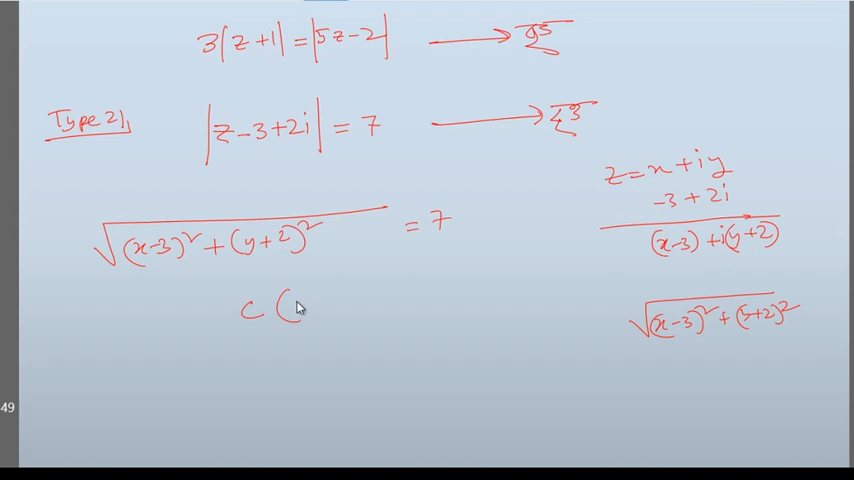 3|z+1| = |5z-2| ⟶
Type 2),
|z-3+2i| = 7 ⟶
z = x+iy
-3+2i
√(x-3)²+(y+2)² = 7
(x-3)+i(y+2)
c (
√(x-3)²+(y+2)²
49